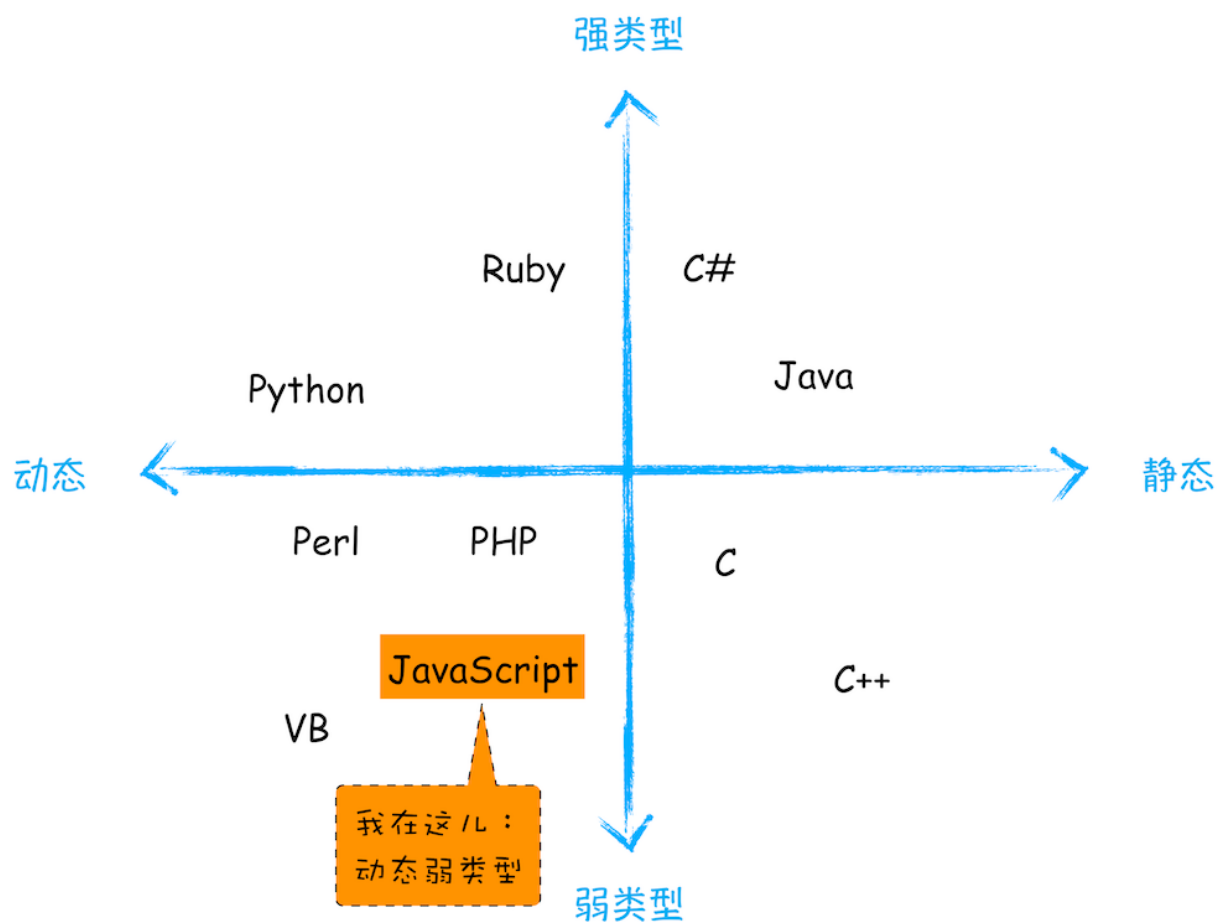 强类型
Ruby
C#
Python
Java
动态
静态
Perl
PHP
C
JavaScript
C++
VB
我在这儿：
动态弱类型
弱类型